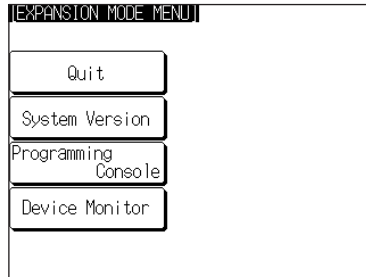 [EXPANSION MODE MENU]
Quit
System Version
Programming
Console
Device Monitor